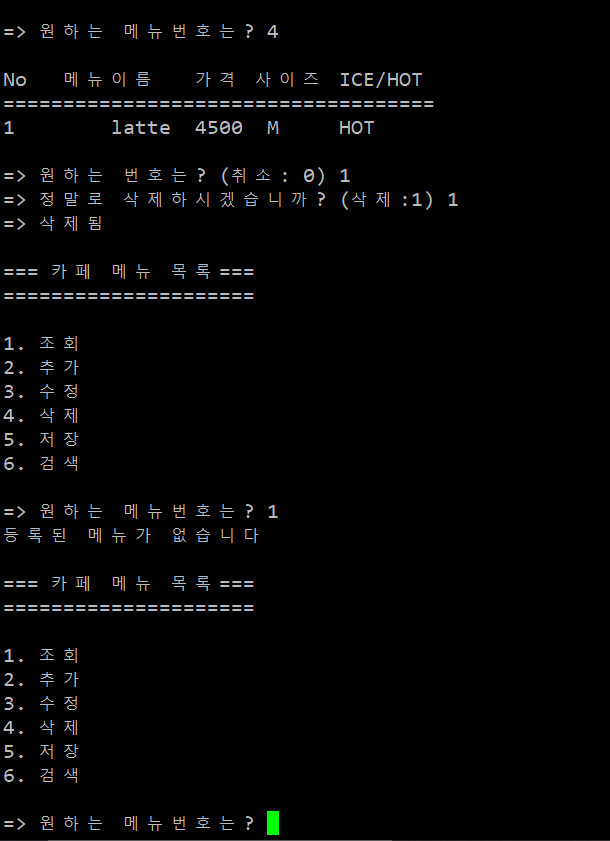 => 원하는 메뉴번호는? 4
No 메뉴이름 가격 사이즈 ICE/HOT
====================================
1 latte 4500 M HOT
=> 원하는 번호는? (취소: 0) 1
=> 정말로 삭제하시겠습니까? (삭제:1) 1
=> 삭제됨
=== 카페 메뉴 목록 ===
=====================
1. 조회
2. 추가
3. 수정
4. 삭제
5. 저장
6. 검색
=> 원하는 메뉴번호는? 1
등록된 메뉴가 없습니다
=== 카페 메뉴 목록 ===
=====================
1. 조회
2. 추가
3. 수정
4. 삭제
5. 저장
6. 검색
=> 원하는 메뉴번호는?